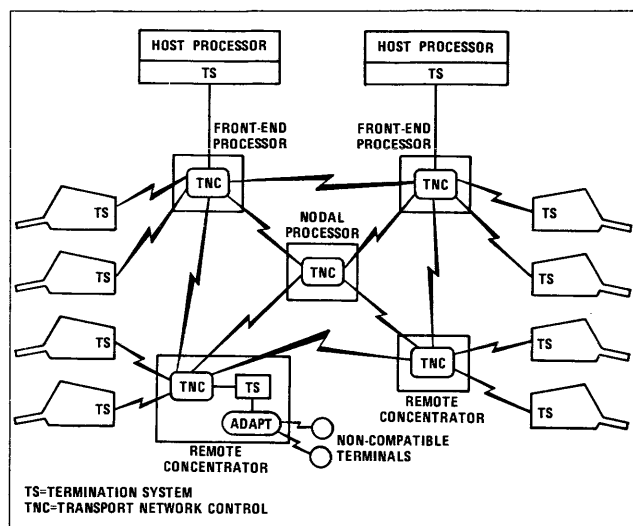 HOST PROCESSOR
TS
HOST PROCESSOR
TS
FRONT-END
PROCESSOR
FRONT-END
PROCESSOR
TNC
TNC
TS
TS
NODAL
PROCESSOR
TNC
TS
TS
TS
TS
TNC
TS
TNC
TS
TS
ADAPT
REMOTE
CONCENTRATOR
NON-COMPATIBLE
TERMINALS
REMOTE
CONCENTRATOR
TS=TERMINATION SYSTEM
TNC=TRANSPORT NETWORK CONTROL